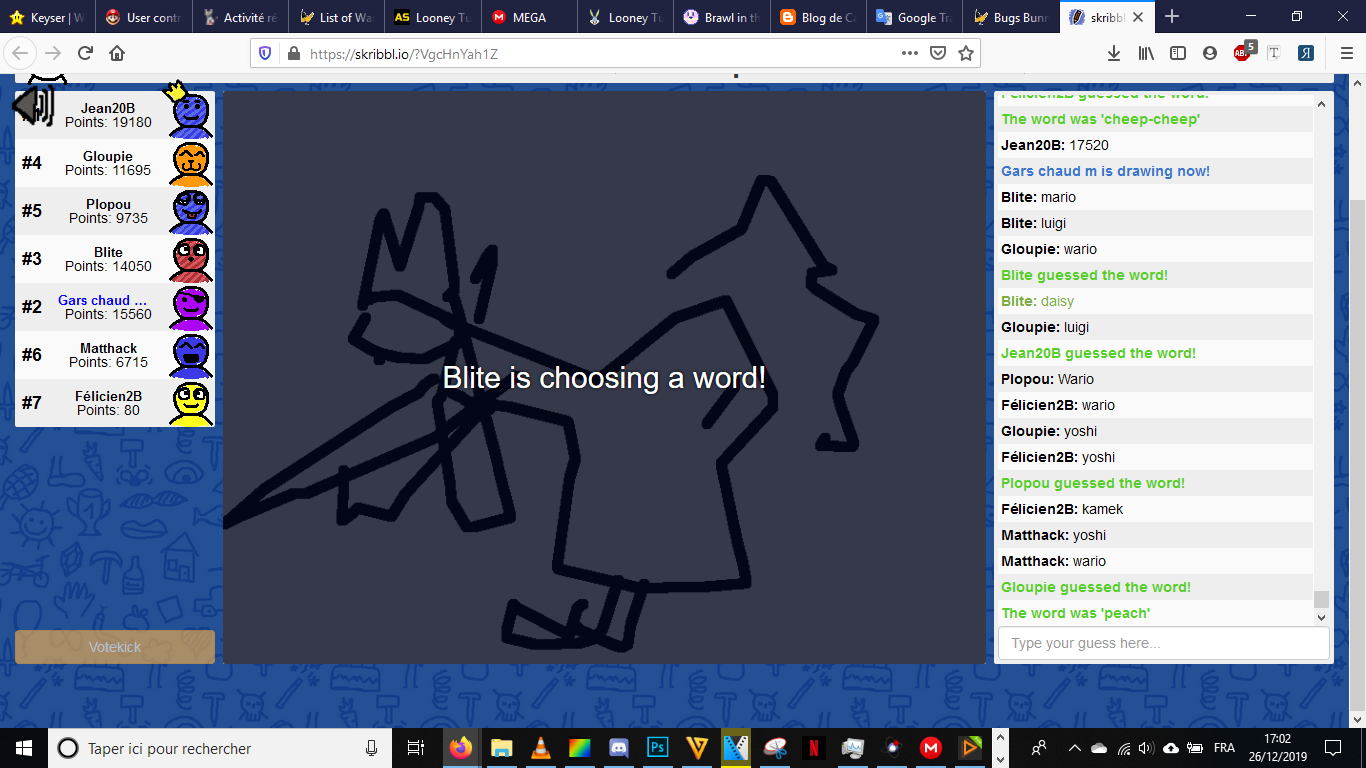 Keyser | W
User contr
Activité ré
List of Wa
Looney Tu
MEGA
Looney Tu
Brawl in th
Blog de Ca
Google Tra
Bugs Bunn
skribbl
https://skribbl.io/?VgcHnYah1Z
5
Jean20B
Points: 19180
#4
Gloupie
Points: 11695
#5
Plopou
Points: 9735
#3
Blite
Points: 14050
#2
Gars chaud ...
Points: 15560
#6
Matthack
Points: 6715
#7
Félicien2B
Points: 80
Votekick
Blite is choosing a word!
Félicien2B guessed the word!
The word was 'cheep-cheep'
Jean20B: 17520
Gars chaud m is drawing now!
Blite: mario
Blite: luigi
Gloupie: wario
Blite guessed the word!
Blite: daisy
Gloupie: luigi
Jean20B guessed the word!
Plopou: Wario
Félicien2B: wario
Gloupie: yoshi
Félicien2B: yoshi
Plopou guessed the word!
Félicien2B: kamek
Matthack: yoshi
Matthack: wario
Gloupie guessed the word!
The word was 'peach'
Type your guess here...
Taper ici pour rechercher
FRA
17:02
26/12/2019